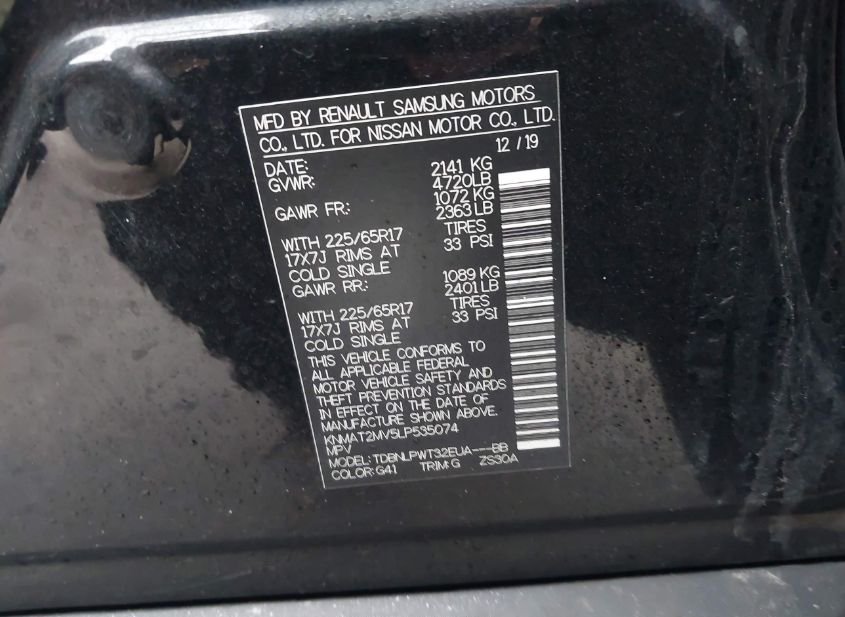 MFD BY RENAULT SAMSUNG MOTORS
CO., LTD. FOR NISSAN MOTOR CO., LTD.
DATE: 12 / 19
GVWR: 2141 KG
4720LB
GAWR FR.: 1072 KG
2363 LB
WITH 225/65R17 TIRES
17X7J RIMS AT 33 PSI
COLD SINGLE
GAWR RR.: 1089 KG
2401 LB
WITH 225/65R17 TIRES
17X7J RIMS AT 33 PSI
COLD SINGLE
THIS VEHICLE CONFORMS TO
ALL APPLICABLE FEDERAL
MOTOR VEHICLE SAFETY AND
THEFT PREVENTION STANDARDS
IN EFFECT ON THE DATE OF
MANUFACTURE SHOWN ABOVE.
KNMAT2MV5LP535074
MPV
MODEL: TDBNLPWT32EUA---BB
COLOR: G41 TRIM: G ZS30A